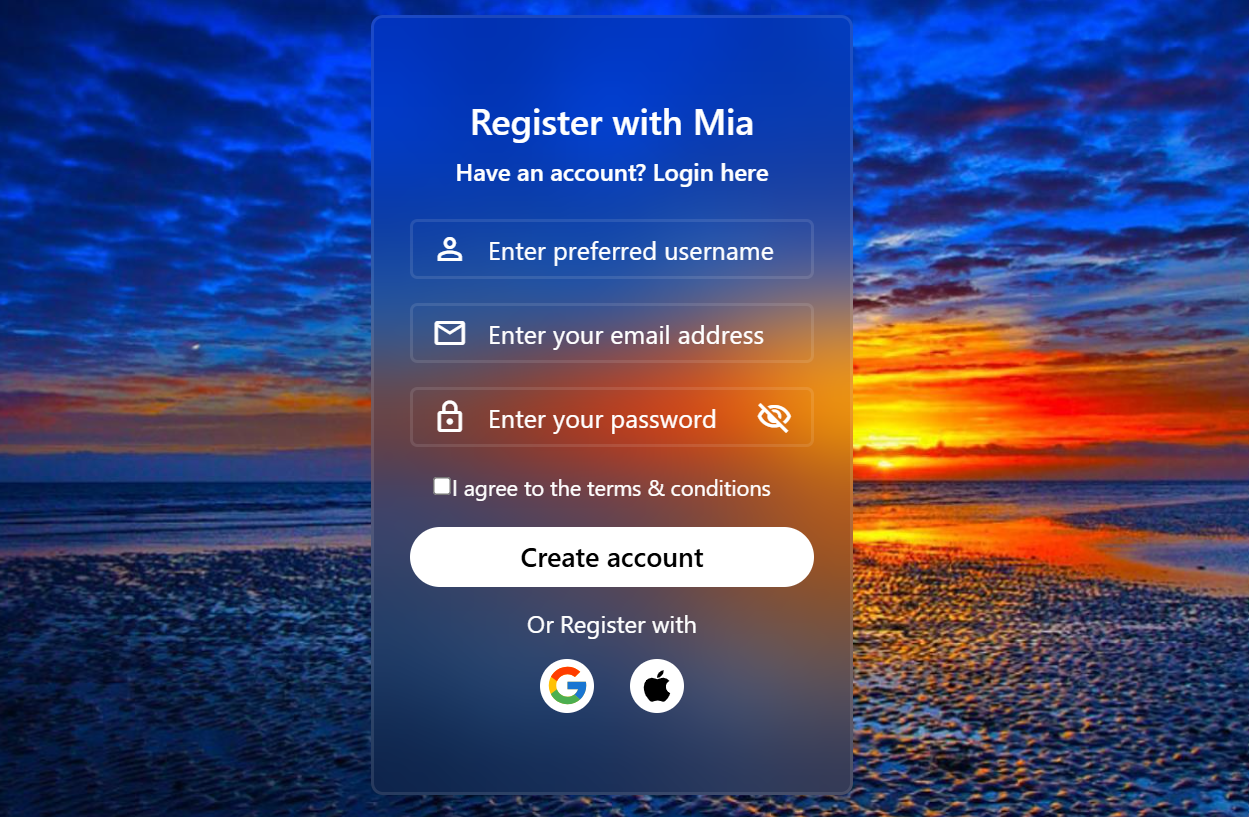 Register with Mia
Have an account? Login here
Enter preferred username
Enter your email address
Enter your password
I agree to the terms & conditions
Create account
Or Register with